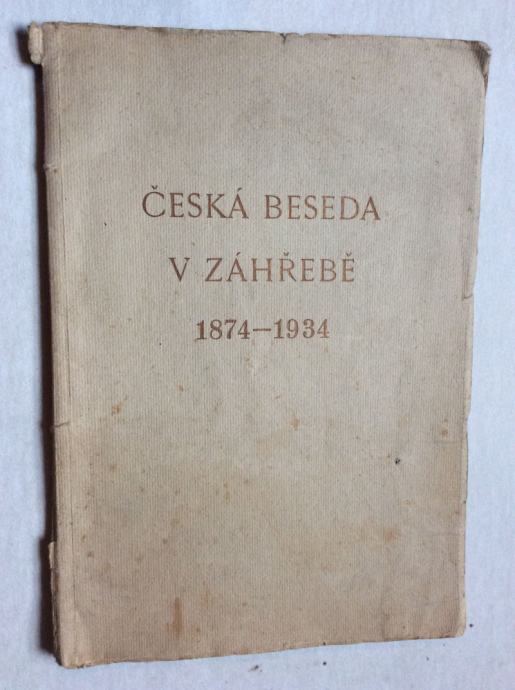 ČESKÁ BESEDA
V ZÁHŘEBĚ
1874—1934